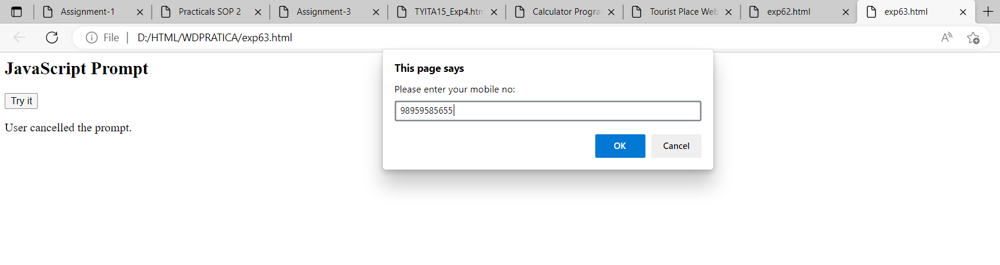 Assignment-1 Practicals SOP 2 Assignment-3 TYITA15_Exp4.htm Calculator Progra Tourist Place Web exp62.html exp63.html
File D:/HTML/WDPRATICA/exp63.html
JavaScript Prompt
Try it
User cancelled the prompt.
This page says
Please enter your mobile no:
98959585655
OK Cancel